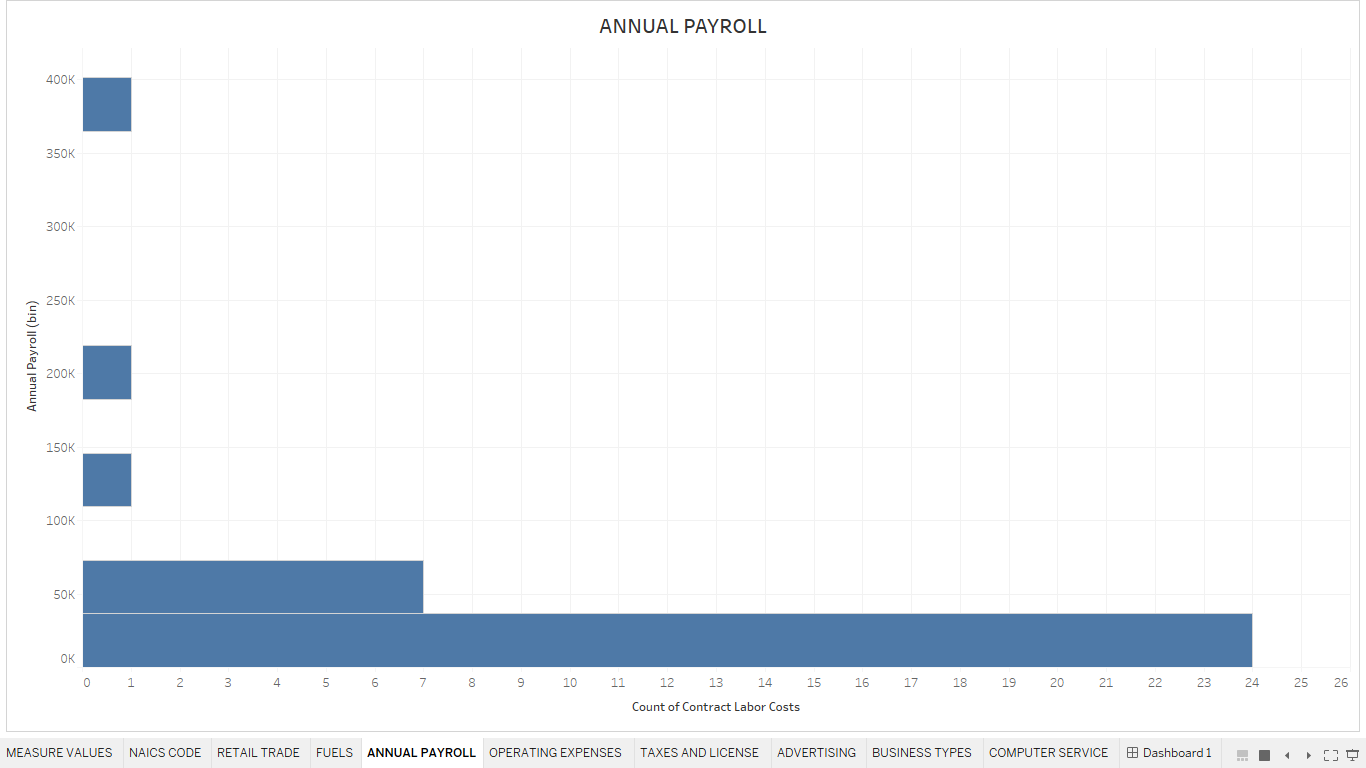 ANNUAL PAYROLL
400K
350K
300K
250K
200K
150K
100K
50K
0K
Annual Payroll (bin)
0 1 2 3 4 5 6 7 8 9 10 11 12 13 14 15 16 17 18 19 20 21 22 23 24 25 26
Count of Contract Labor Costs
MEASURE VALUES NAICS CODE RETAIL TRADE FUELS ANNUAL PAYROLL OPERATING EXPENSES TAXES AND LICENSE ADVERTISING BUSINESS TYPES COMPUTER SERVICE Dashboard 1